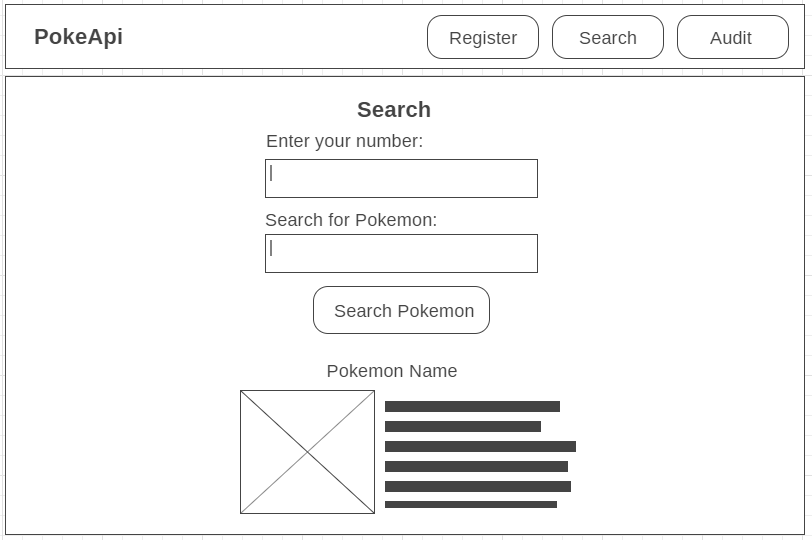 PokeApi
Register
Search
Audit
Search
Enter your number:
Search for Pokemon:
Search Pokemon
Pokemon Name